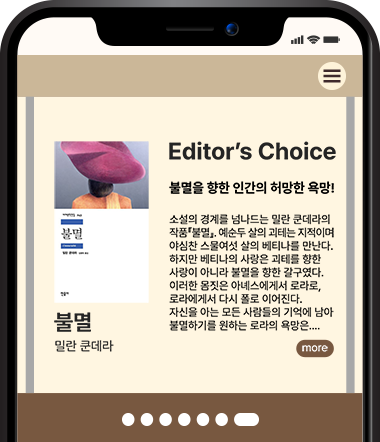 Editor's Choice
불멸을 향한 인간의 허망한 욕망!
소설의 경계를 넘나드는 밀란 쿤데라의
작품『불멸』. 예순두 살의 괴테는 지적이며
야심찬 스물여섯 살의 베티나를 만난다.
하지만 베티나의 사랑은 괴테를 향한
사랑이 아니라 불멸을 향한 갈구였다.
이러한 몸짓은 아녜스에게서 로라로,
로라에게서 다시 폴로 이어진다.
자신을 아는 모든 사람들의 기억에 남아
불멸하기를 원하는 로라의 욕망은....
more
불멸
불멸
밀란 쿤데라